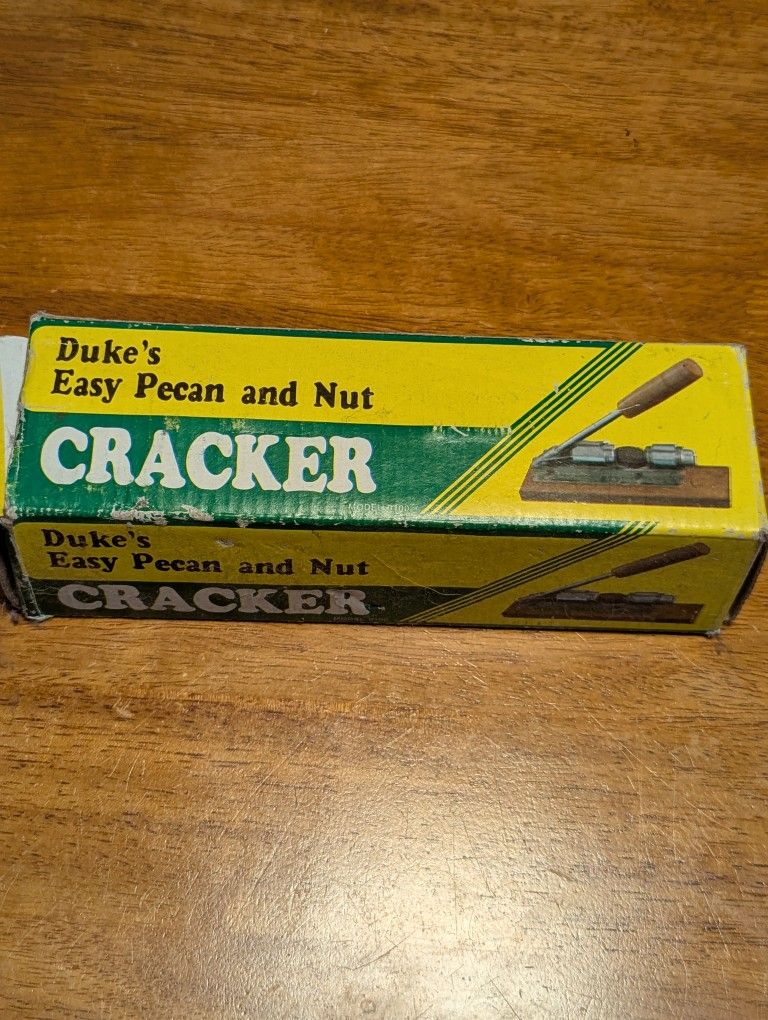 Duke's
Easy Pecan and Nut
CRACKER
Duke's
Easy Pecan and Nut
CRACKER